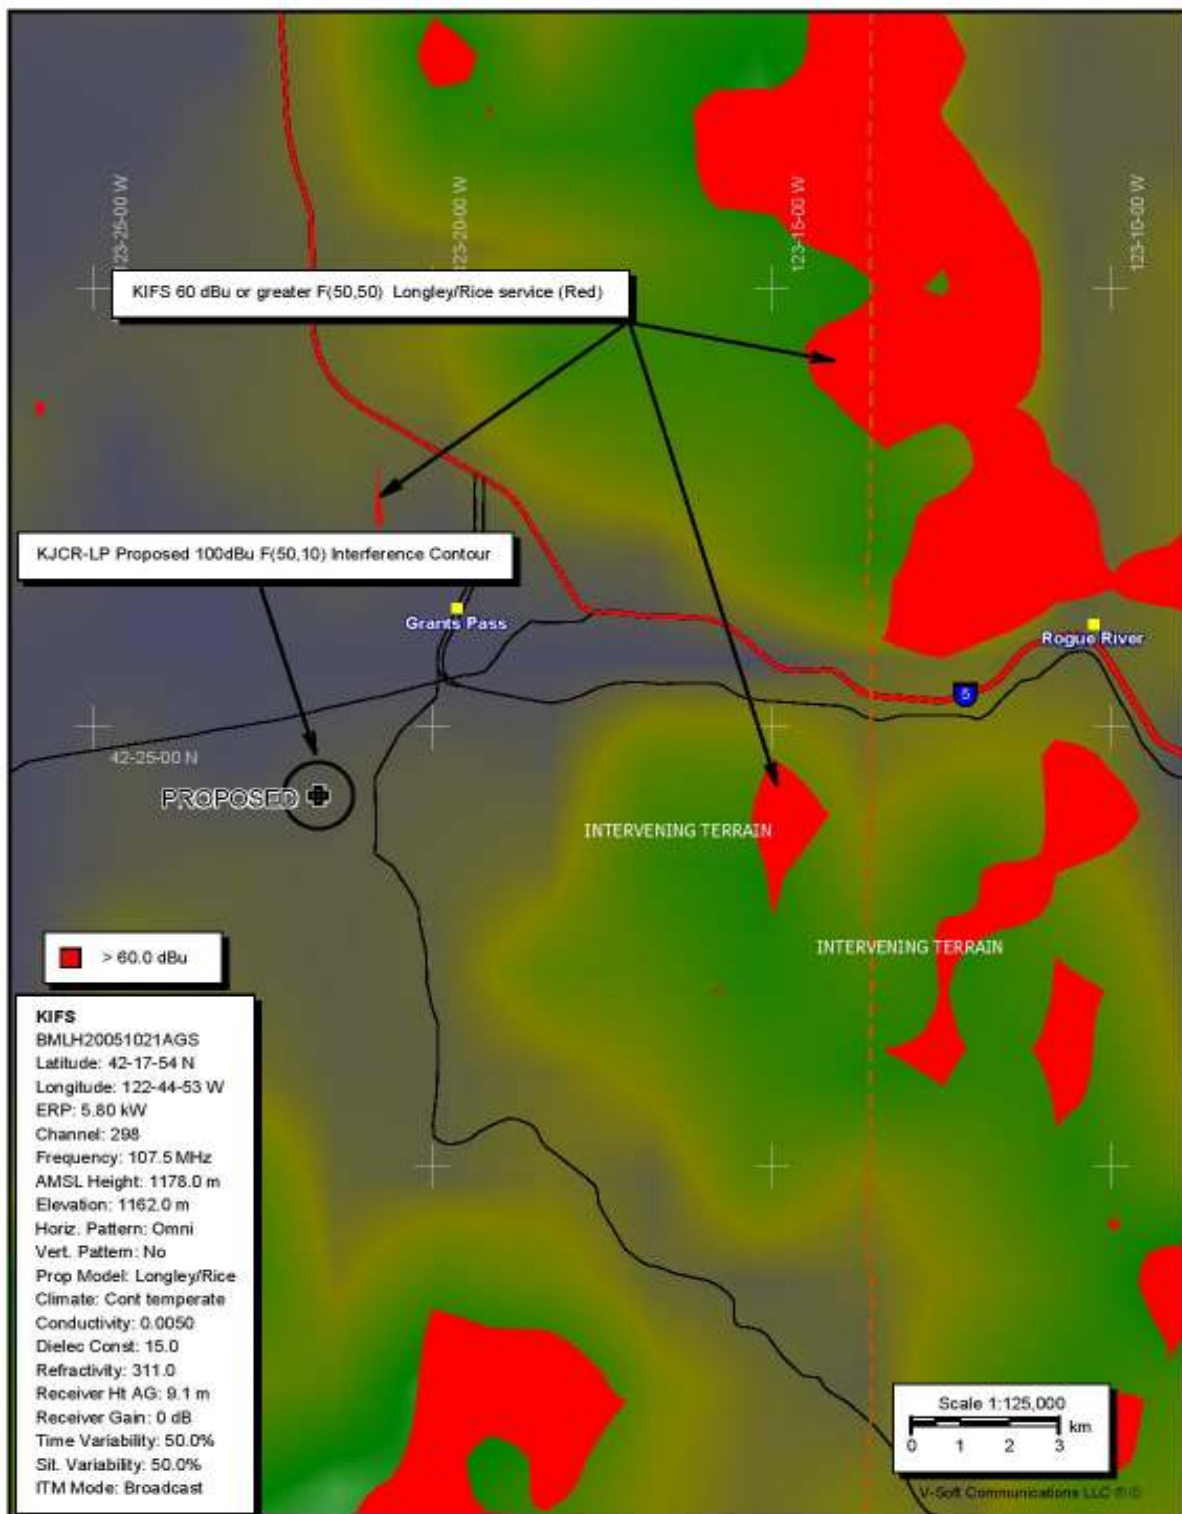 123-25-00 W
123-20-00 W
123-15-00 W
123-10-00 W
KIFS 60 dBu or greater F(50,50) Longley/Rice service (Red)
KJCR-LP Proposed 100dBu F(50,10) Interference Contour
Grants Pass
Rogue River
5
42-25-00 N
PROPOSED
INTERVENING TERRAIN
INTERVENING TERRAIN
> 60.0 dBu
KIFS
BMLH20051021AGS
Latitude: 42-17-54 N
Longitude: 122-44-53 W
ERP: 5.80 kW
Channel: 298
Frequency: 107.5 MHz
AMSL Height: 1178.0 m
Elevation: 1162.0 m
Horiz. Pattern: Omni
Vert. Pattern: No
Prop Model: Longley/Rice
Climate: Cont temperate
Conductivity: 0.0050
Dielec Const: 15.0
Refractivity: 311.0
Receiver Ht AG: 9.1 m
Receiver Gain: 0 dB
Time Variability: 50.0%
Sit. Variability: 50.0%
ITM Mode: Broadcast
Scale 1:125,000
km
0 1 2 3
V-Soft Communications LLC ® ©